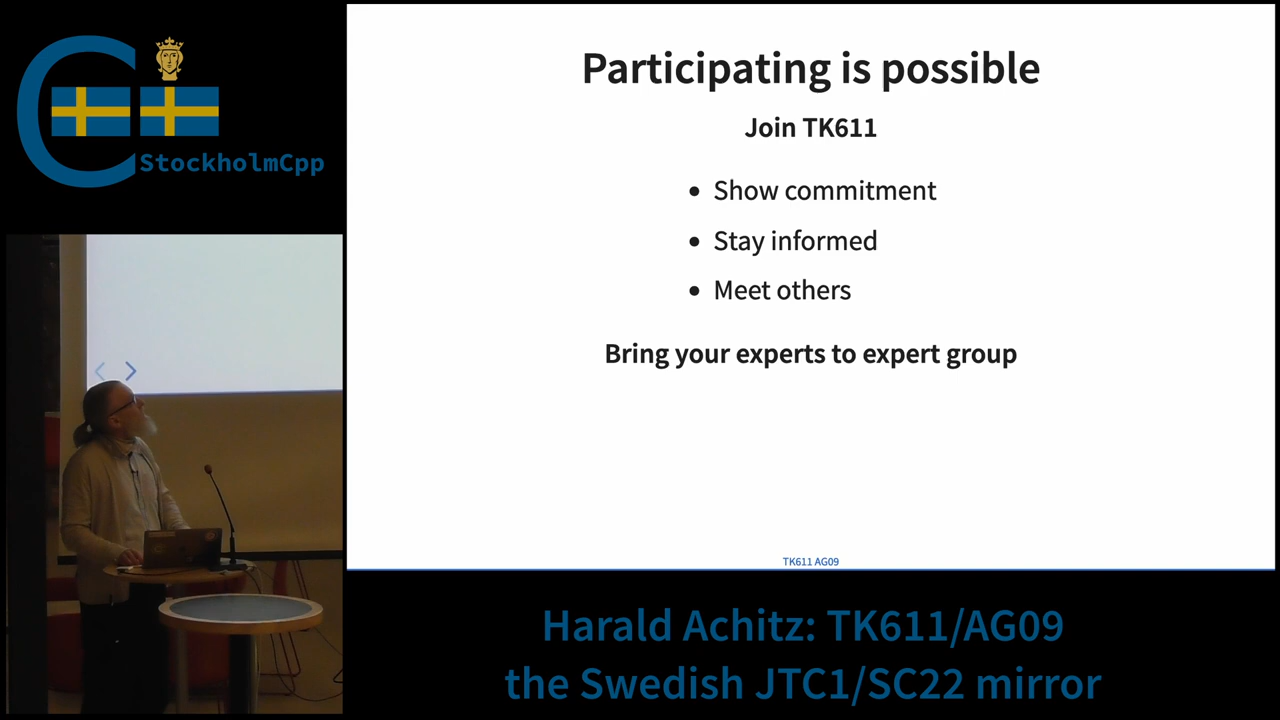 StockholmCpp
Participating is possible
Join TK611
Show commitment
Stay informed
Meet others
Bring your experts to expert group
TK611 AG09
Harald Achitz: TK611/AG09
the Swedish JTC1/SC22 mirror